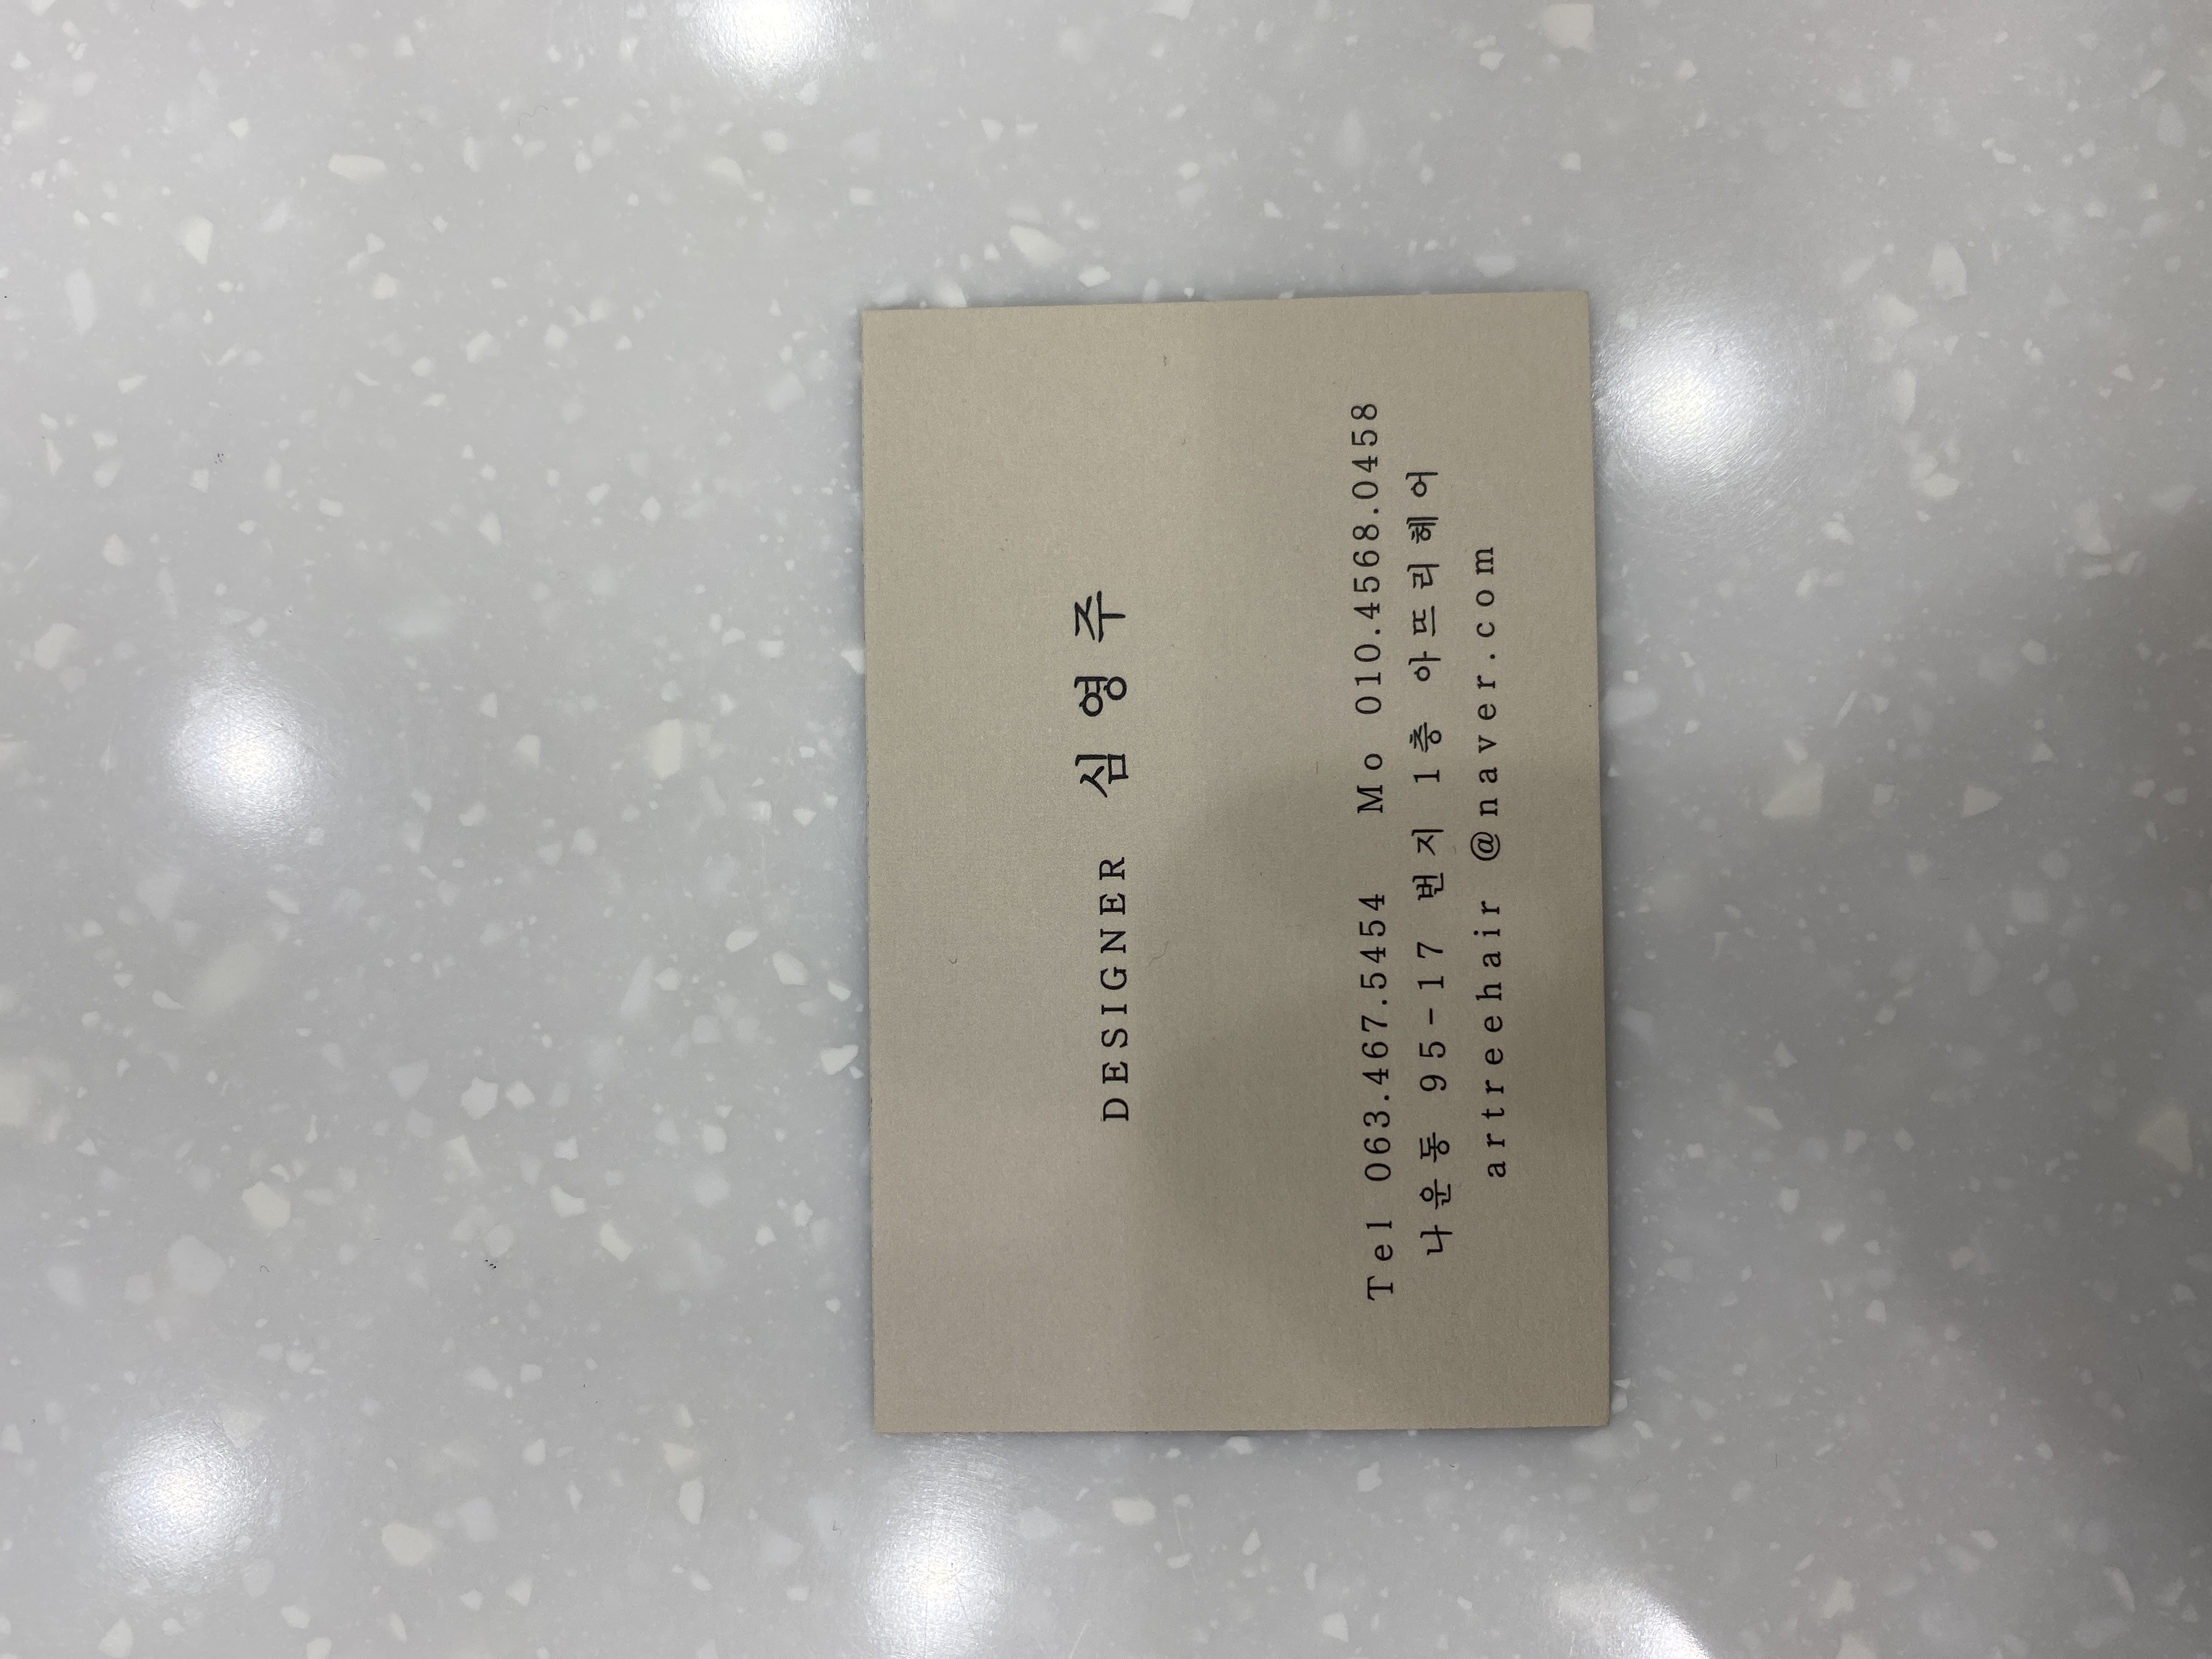 DESIGNER 심영주
Tel 063.467.5454 Mo 010.4568.0458
나운동 95-17 번지 1층 아뜨리헤어
artreehair @naver.com